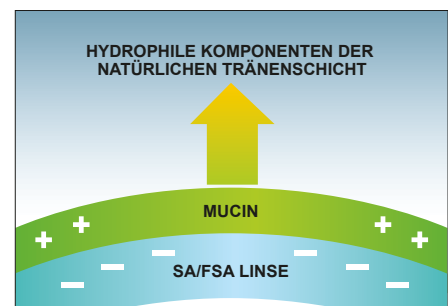 HYDROPHILE KOMPONENTEN DER
NATÜRLICHEN TRÄNENSCHICHT
MUCIN
+ + + +
SA/FSA LINSE
− − − − − −